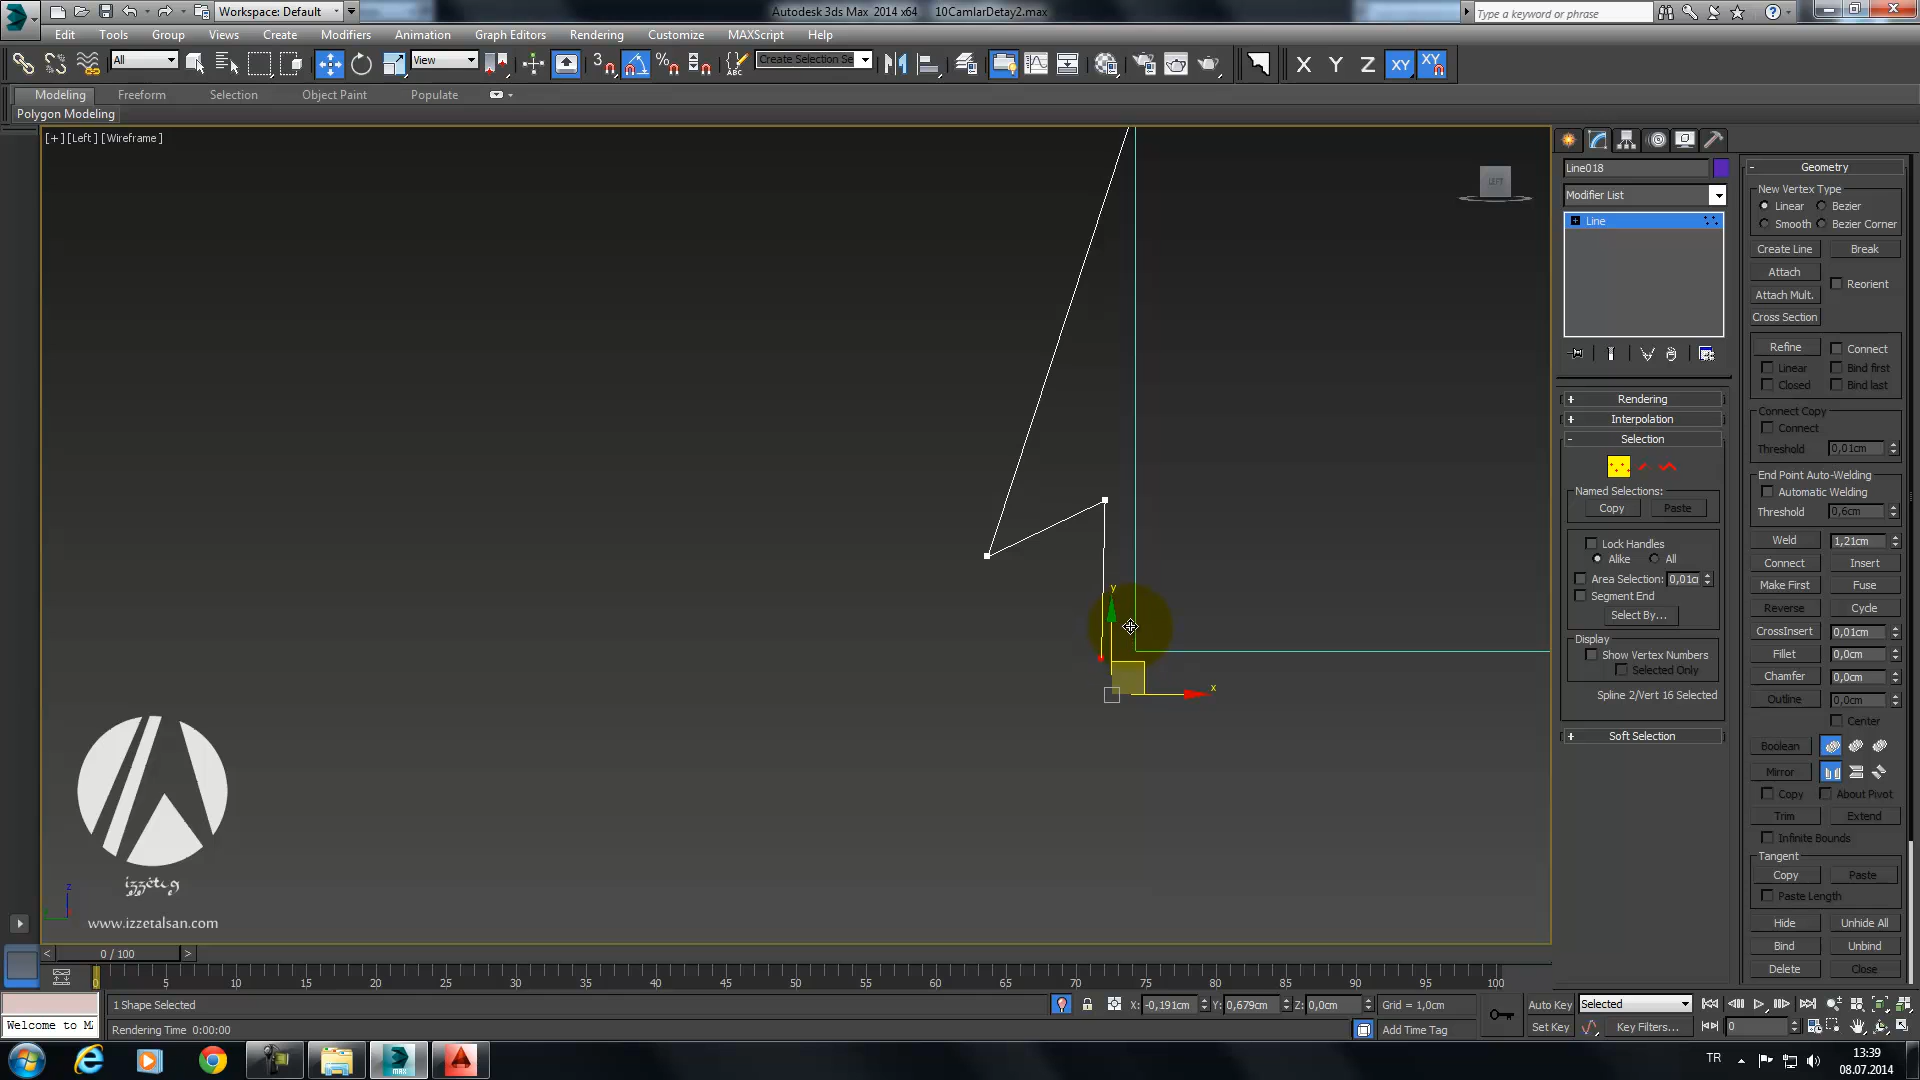 Workspace: Default
Autodesk 3ds Max 2014 x64    10CamlarDetay2.max
Type a keyword or phrase
Edit Tools Group Views Create Modifiers Animation Graph Editors Rendering Customize MAXScript Help
All
View
3
Create Selection Se
X Y Z XY XY
Modeling Freeform Selection Object Paint Populate
Polygon Modeling
[+] [Left] [Wireframe]
LEFT
y
x
z
www.izzetalsan.com
Line018
Modifier List
Line
Rendering
Interpolation
Selection
Named Selections:
Copy Paste
Lock Handles
Alike All
Area Selection: 0,01c
Segment End
Select By...
Display
Show Vertex Numbers
Selected Only
Spline 2/Vert 16 Selected
Soft Selection
Geometry
New Vertex Type
Linear Bezier
Smooth Bezier Corner
Create Line Break
Attach
Reorient
Attach Mult.
Cross Section
Refine Connect
Linear Bind first
Closed Bind last
Connect Copy
Connect
Threshold 0,01cm
End Point Auto-Welding
Automatic Welding
Threshold 0,6cm
Weld 1,21cm
Connect Insert
Make First Fuse
Reverse Cycle
CrossInsert 0,01cm
Fillet 0,0cm
Chamfer 0,0cm
Outline 0,0cm
Center
Boolean
Mirror
Copy About Pivot
Trim Extend
Infinite Bounds
Tangent
Copy Paste
Paste Length
Hide Unhide All
Bind Unbind
Delete Close
< 0 / 100 >
0 5 10 15 20 25 30 35 40 45 50 55 60 65 70 75 80 85 90 95 100
1 Shape Selected
X: -0,191cm Y: 0,679cm Z: 0,0cm Grid = 1,0cm
Auto Key Selected
Welcome to M
Rendering Time 0:00:00
Add Time Tag
Set Key Key Filters... 0
TR
13:39
08.07.2014